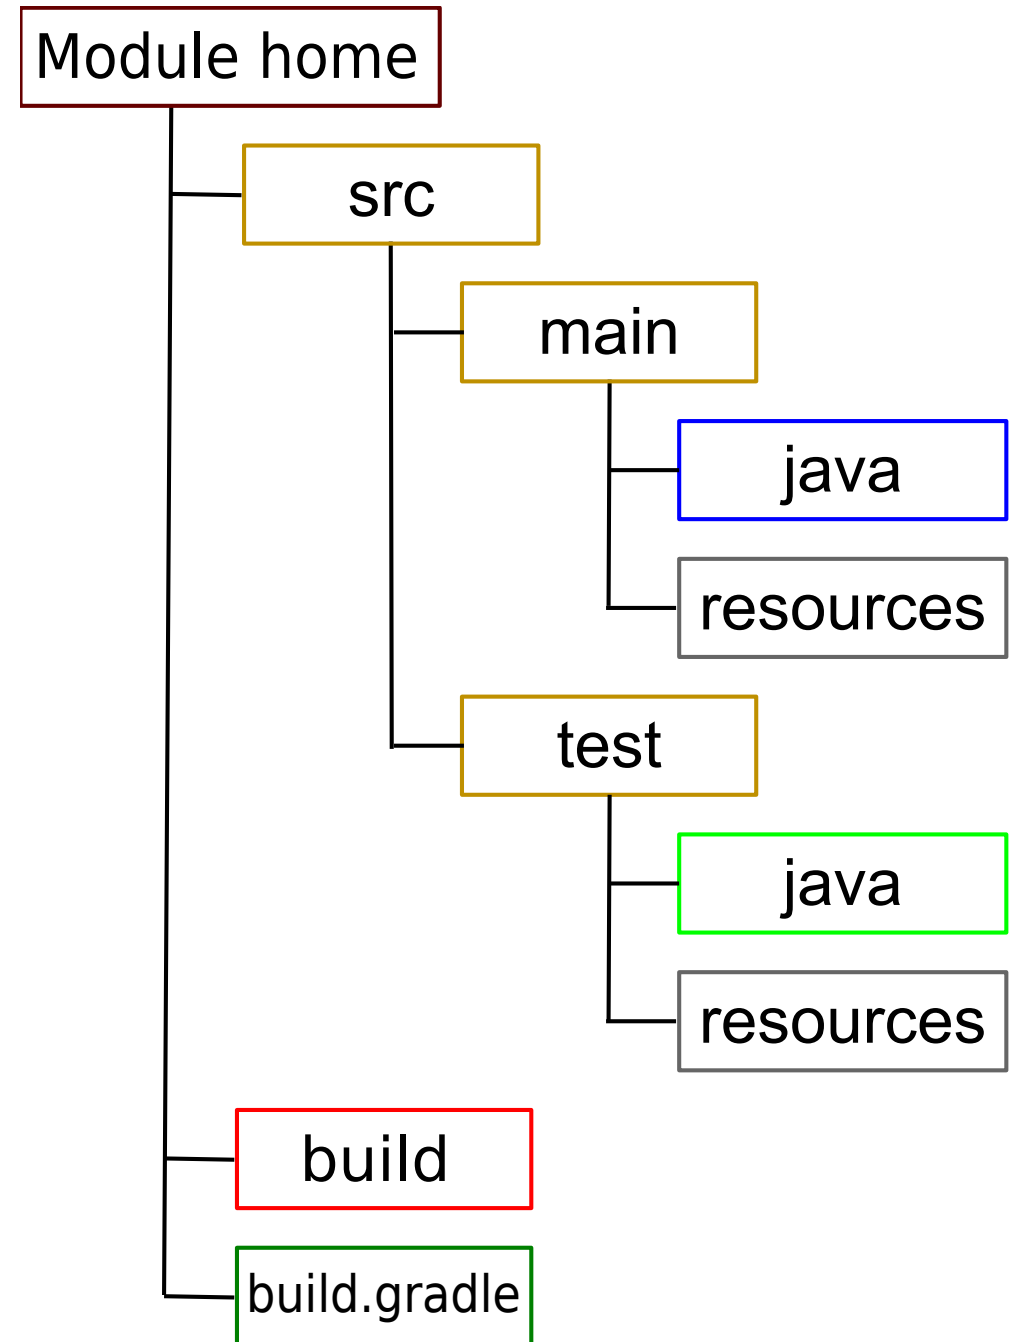 Module home
src
main
java
resources
test
java
resources
build
build.gradle